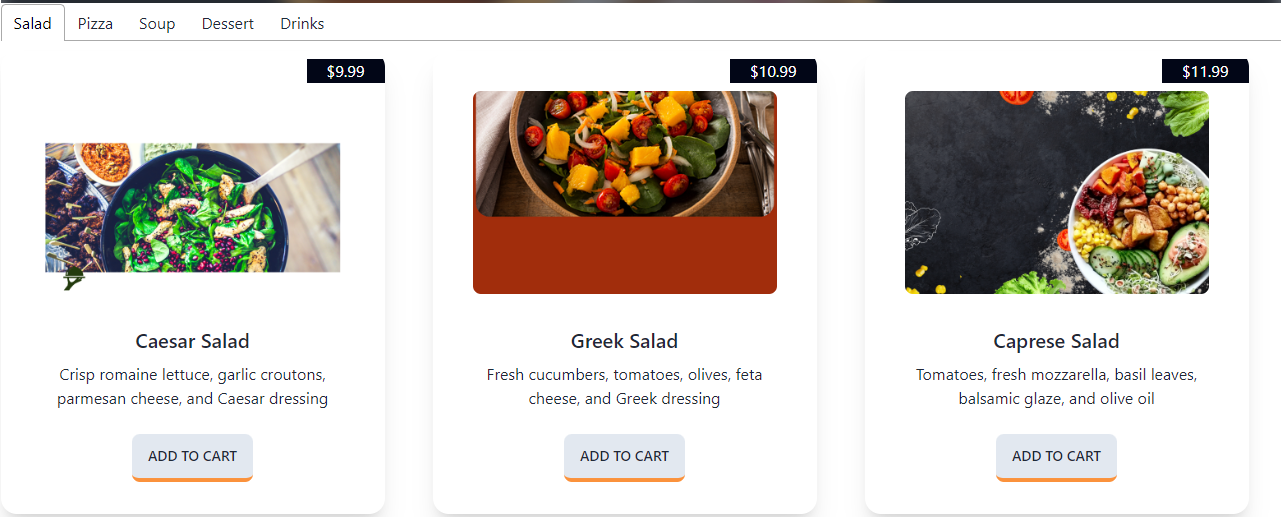 Salad
Pizza
Soup
Dessert
Drinks
$9.99
Caesar Salad
Crisp romaine lettuce, garlic croutons,
parmesan cheese, and Caesar dressing
ADD TO CART
$10.99
Greek Salad
Fresh cucumbers, tomatoes, olives, feta
cheese, and Greek dressing
ADD TO CART
$11.99
Caprese Salad
Tomatoes, fresh mozzarella, basil leaves,
balsamic glaze, and olive oil
ADD TO CART